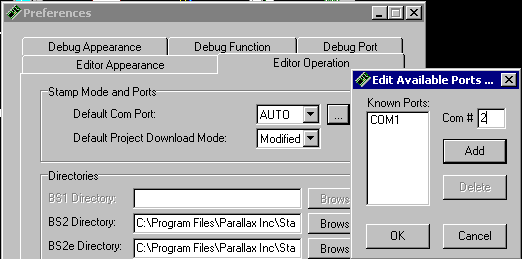 Preferences
Debug Appearance
Debug Function
Debug Port
Editor Appearance
Editor Operation
Stamp Mode and Ports
Default Com Port:
AUTO
...
Default Project Download Mode:
Modified
Directories
BS1 Directory:
Brows
BS2 Directory:
C:\Program Files\Parallax Inc\Sta
Brows
BS2e Directory:
C:\Program Files\Parallax Inc\Sta
Brows
Edit Available Ports ...
Known Ports:
COM1
Com #
2
Add
Delete
OK
Cancel